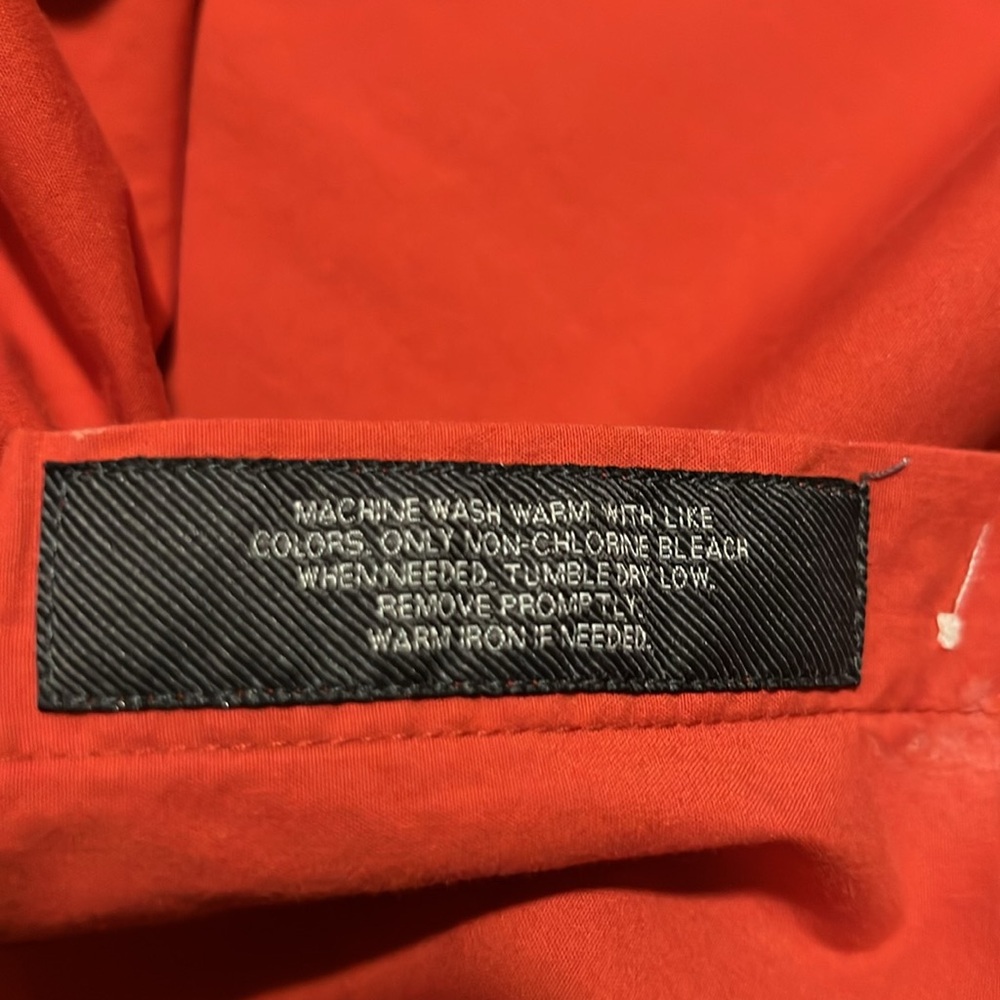 MACHINE WASH WARM WITH LIKE
COLORS. ONLY NON-CHLORINE BLEACH
WHEN NEEDED. TUMBLE DRY LOW.
REMOVE PROMPTLY.
WARM IRON IF NEEDED.